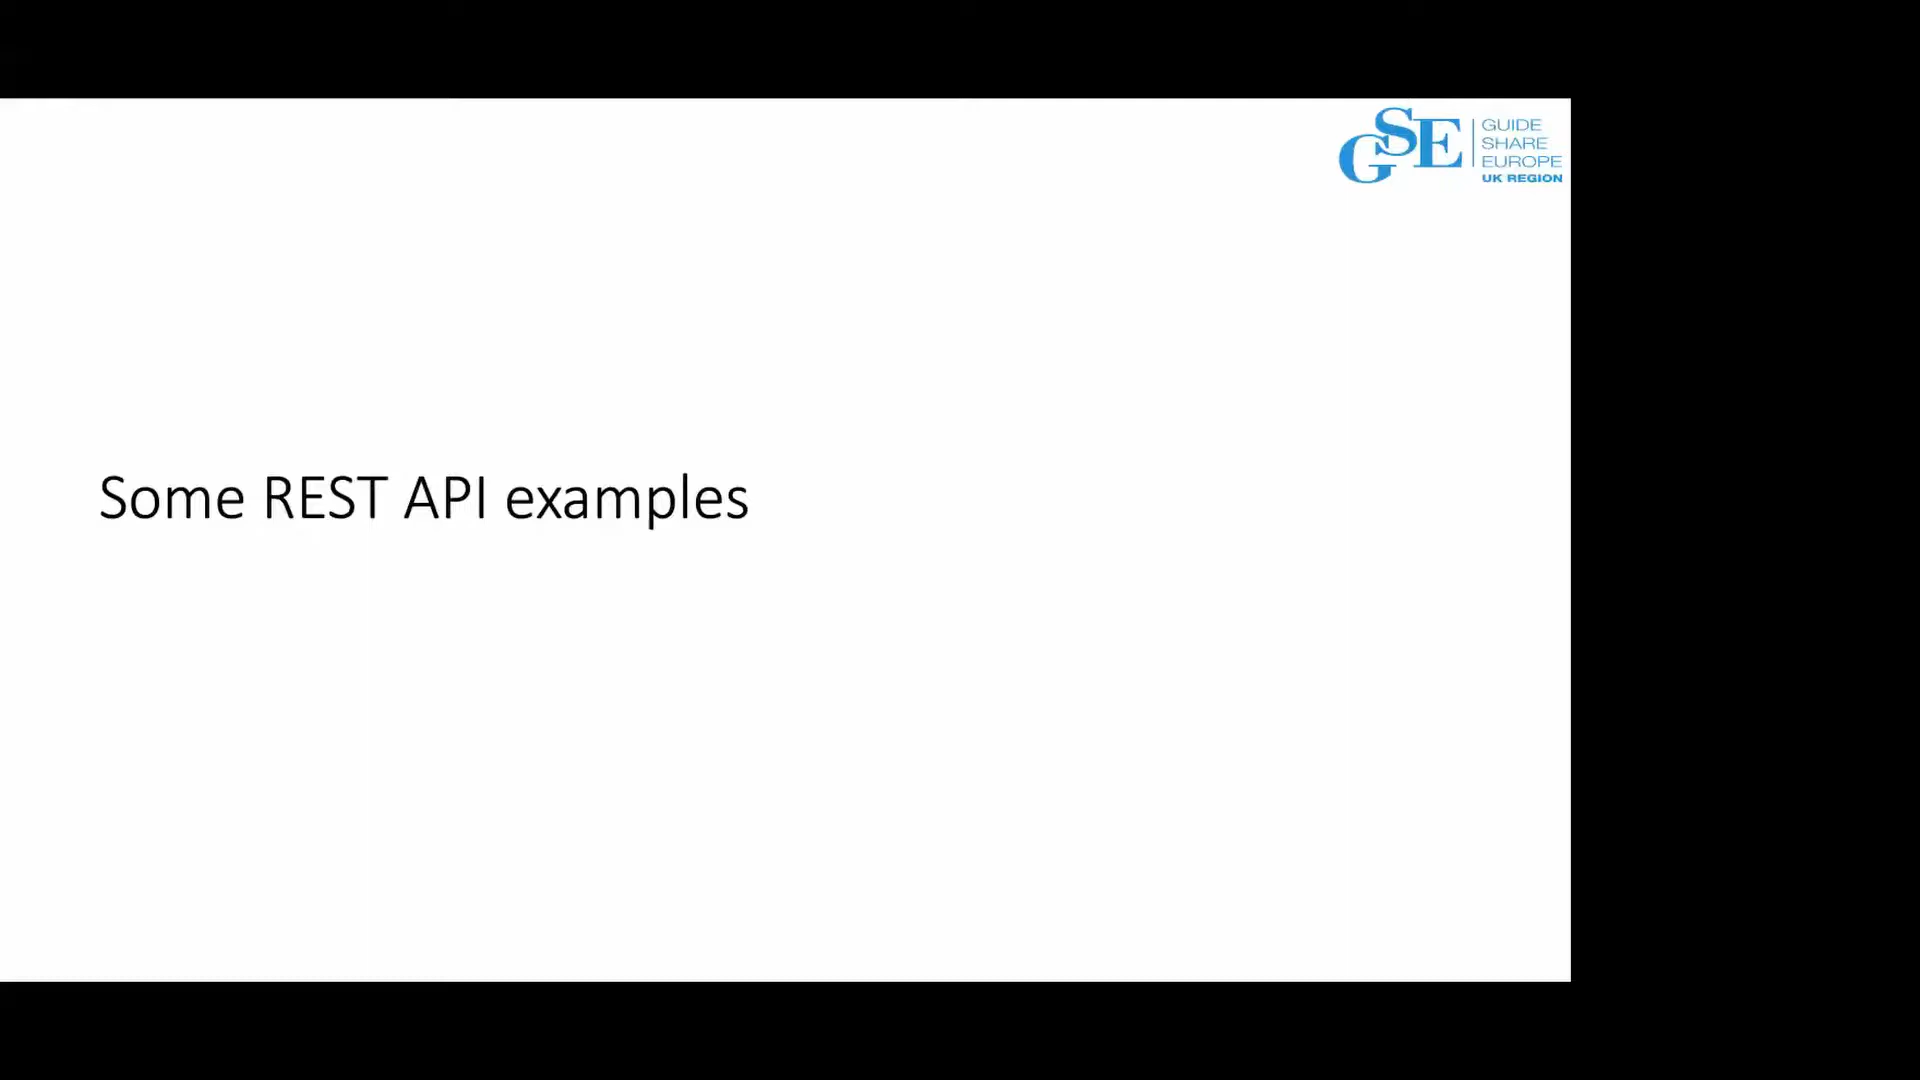 GSE
GUIDE
SHARE
EUROPE
UK REGION
Some REST API examples